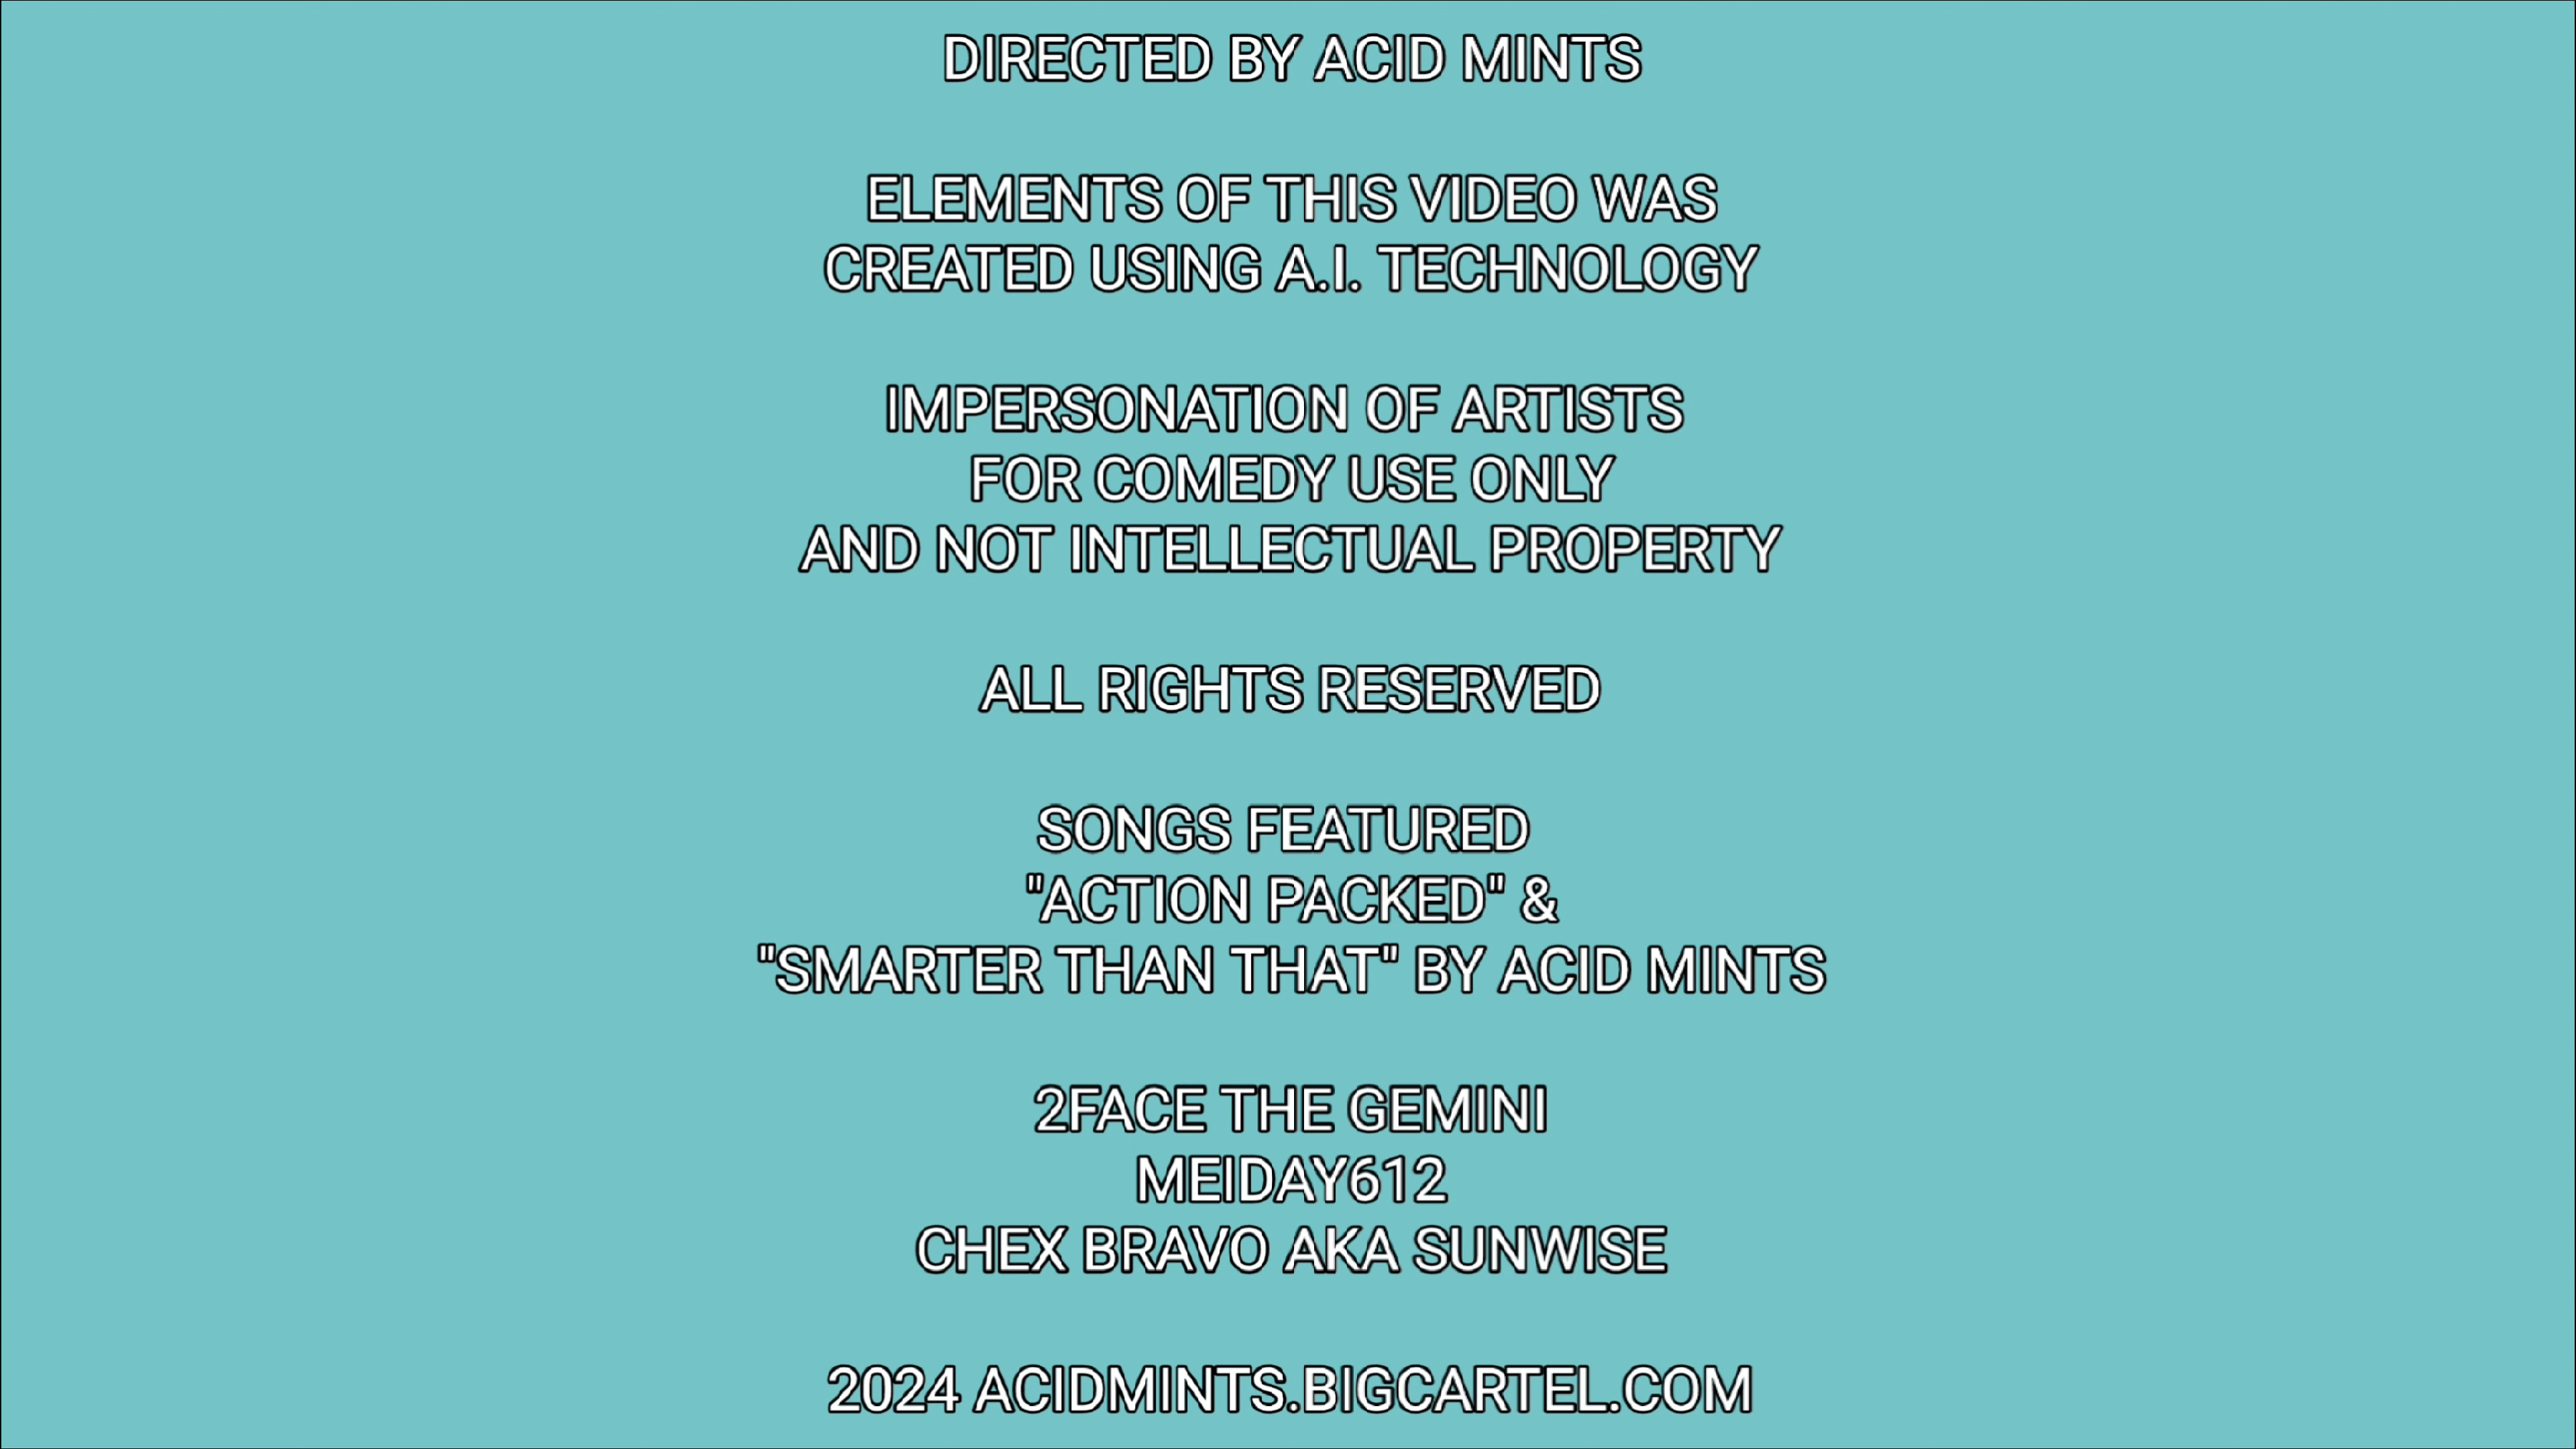 DIRECTED BY ACID MINTS
ELEMENTS OF THIS VIDEO WAS
CREATED USING A.I. TECHNOLOGY
IMPERSONATION OF ARTISTS
FOR COMEDY USE ONLY
AND NOT INTELLECTUAL PROPERTY
ALL RIGHTS RESERVED
SONGS FEATURED
"ACTION PACKED" &
"SMARTER THAN THAT" BY ACID MINTS
2FACE THE GEMINI
MEIDAY612
CHEX BRAVO AKA SUNWISE
2024 ACIDMINTS.BIGCARTEL.COM